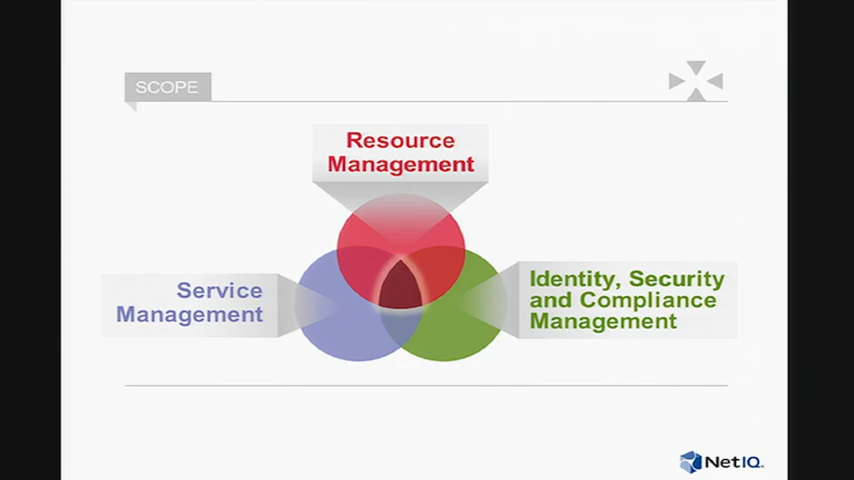 SCOPE
Resource
Management
Service
Management
Identity, Security
and Compliance
Management
NetIQ.